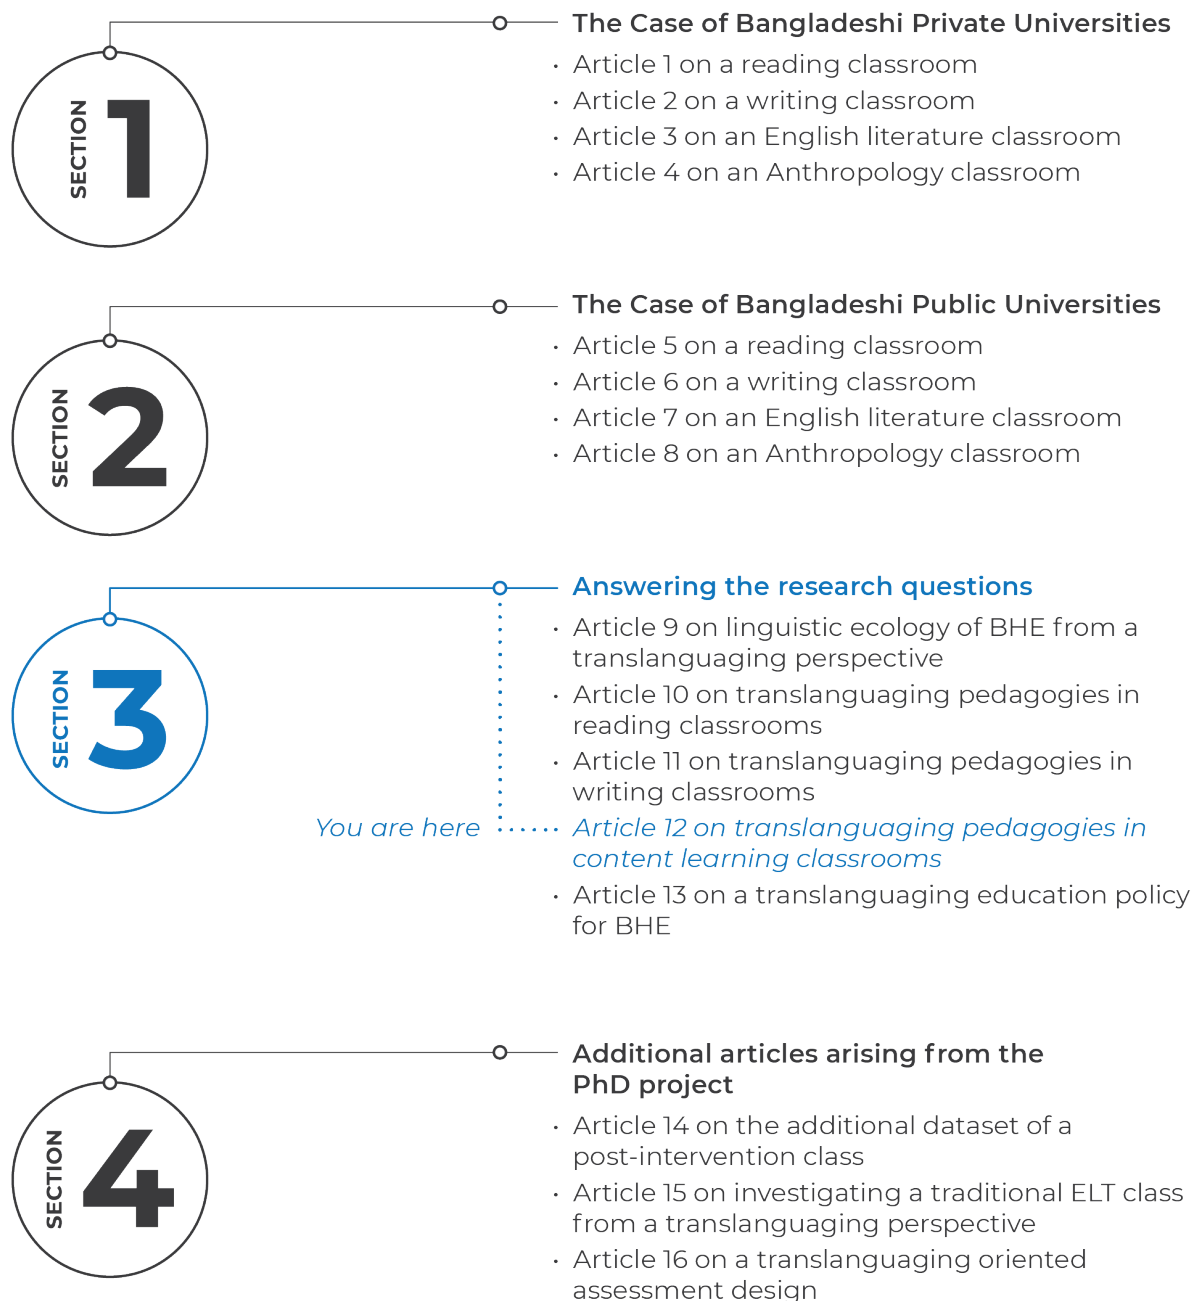 SECTION 1
The Case of Bangladeshi Private Universities
• Article 1 on a reading classroom
• Article 2 on a writing classroom
• Article 3 on an English literature classroom
• Article 4 on an Anthropology classroom
SECTION 2
The Case of Bangladeshi Public Universities
• Article 5 on a reading classroom
• Article 6 on a writing classroom
• Article 7 on an English literature classroom
• Article 8 on an Anthropology classroom
SECTION 3
Answering the research questions
• Article 9 on linguistic ecology of BHE from a
translanguaging perspective
• Article 10 on translanguaging pedagogies in
reading classrooms
• Article 11 on translanguaging pedagogies in
writing classrooms
You are here
Article 12 on translanguaging pedagogies in
content learning classrooms
• Article 13 on a translanguaging education policy
for BHE
SECTION 4
Additional articles arising from the
PhD project
• Article 14 on the additional dataset of a
post-intervention class
• Article 15 on investigating a traditional ELT class
from a translanguaging perspective
• Article 16 on a translanguaging oriented
assessment design